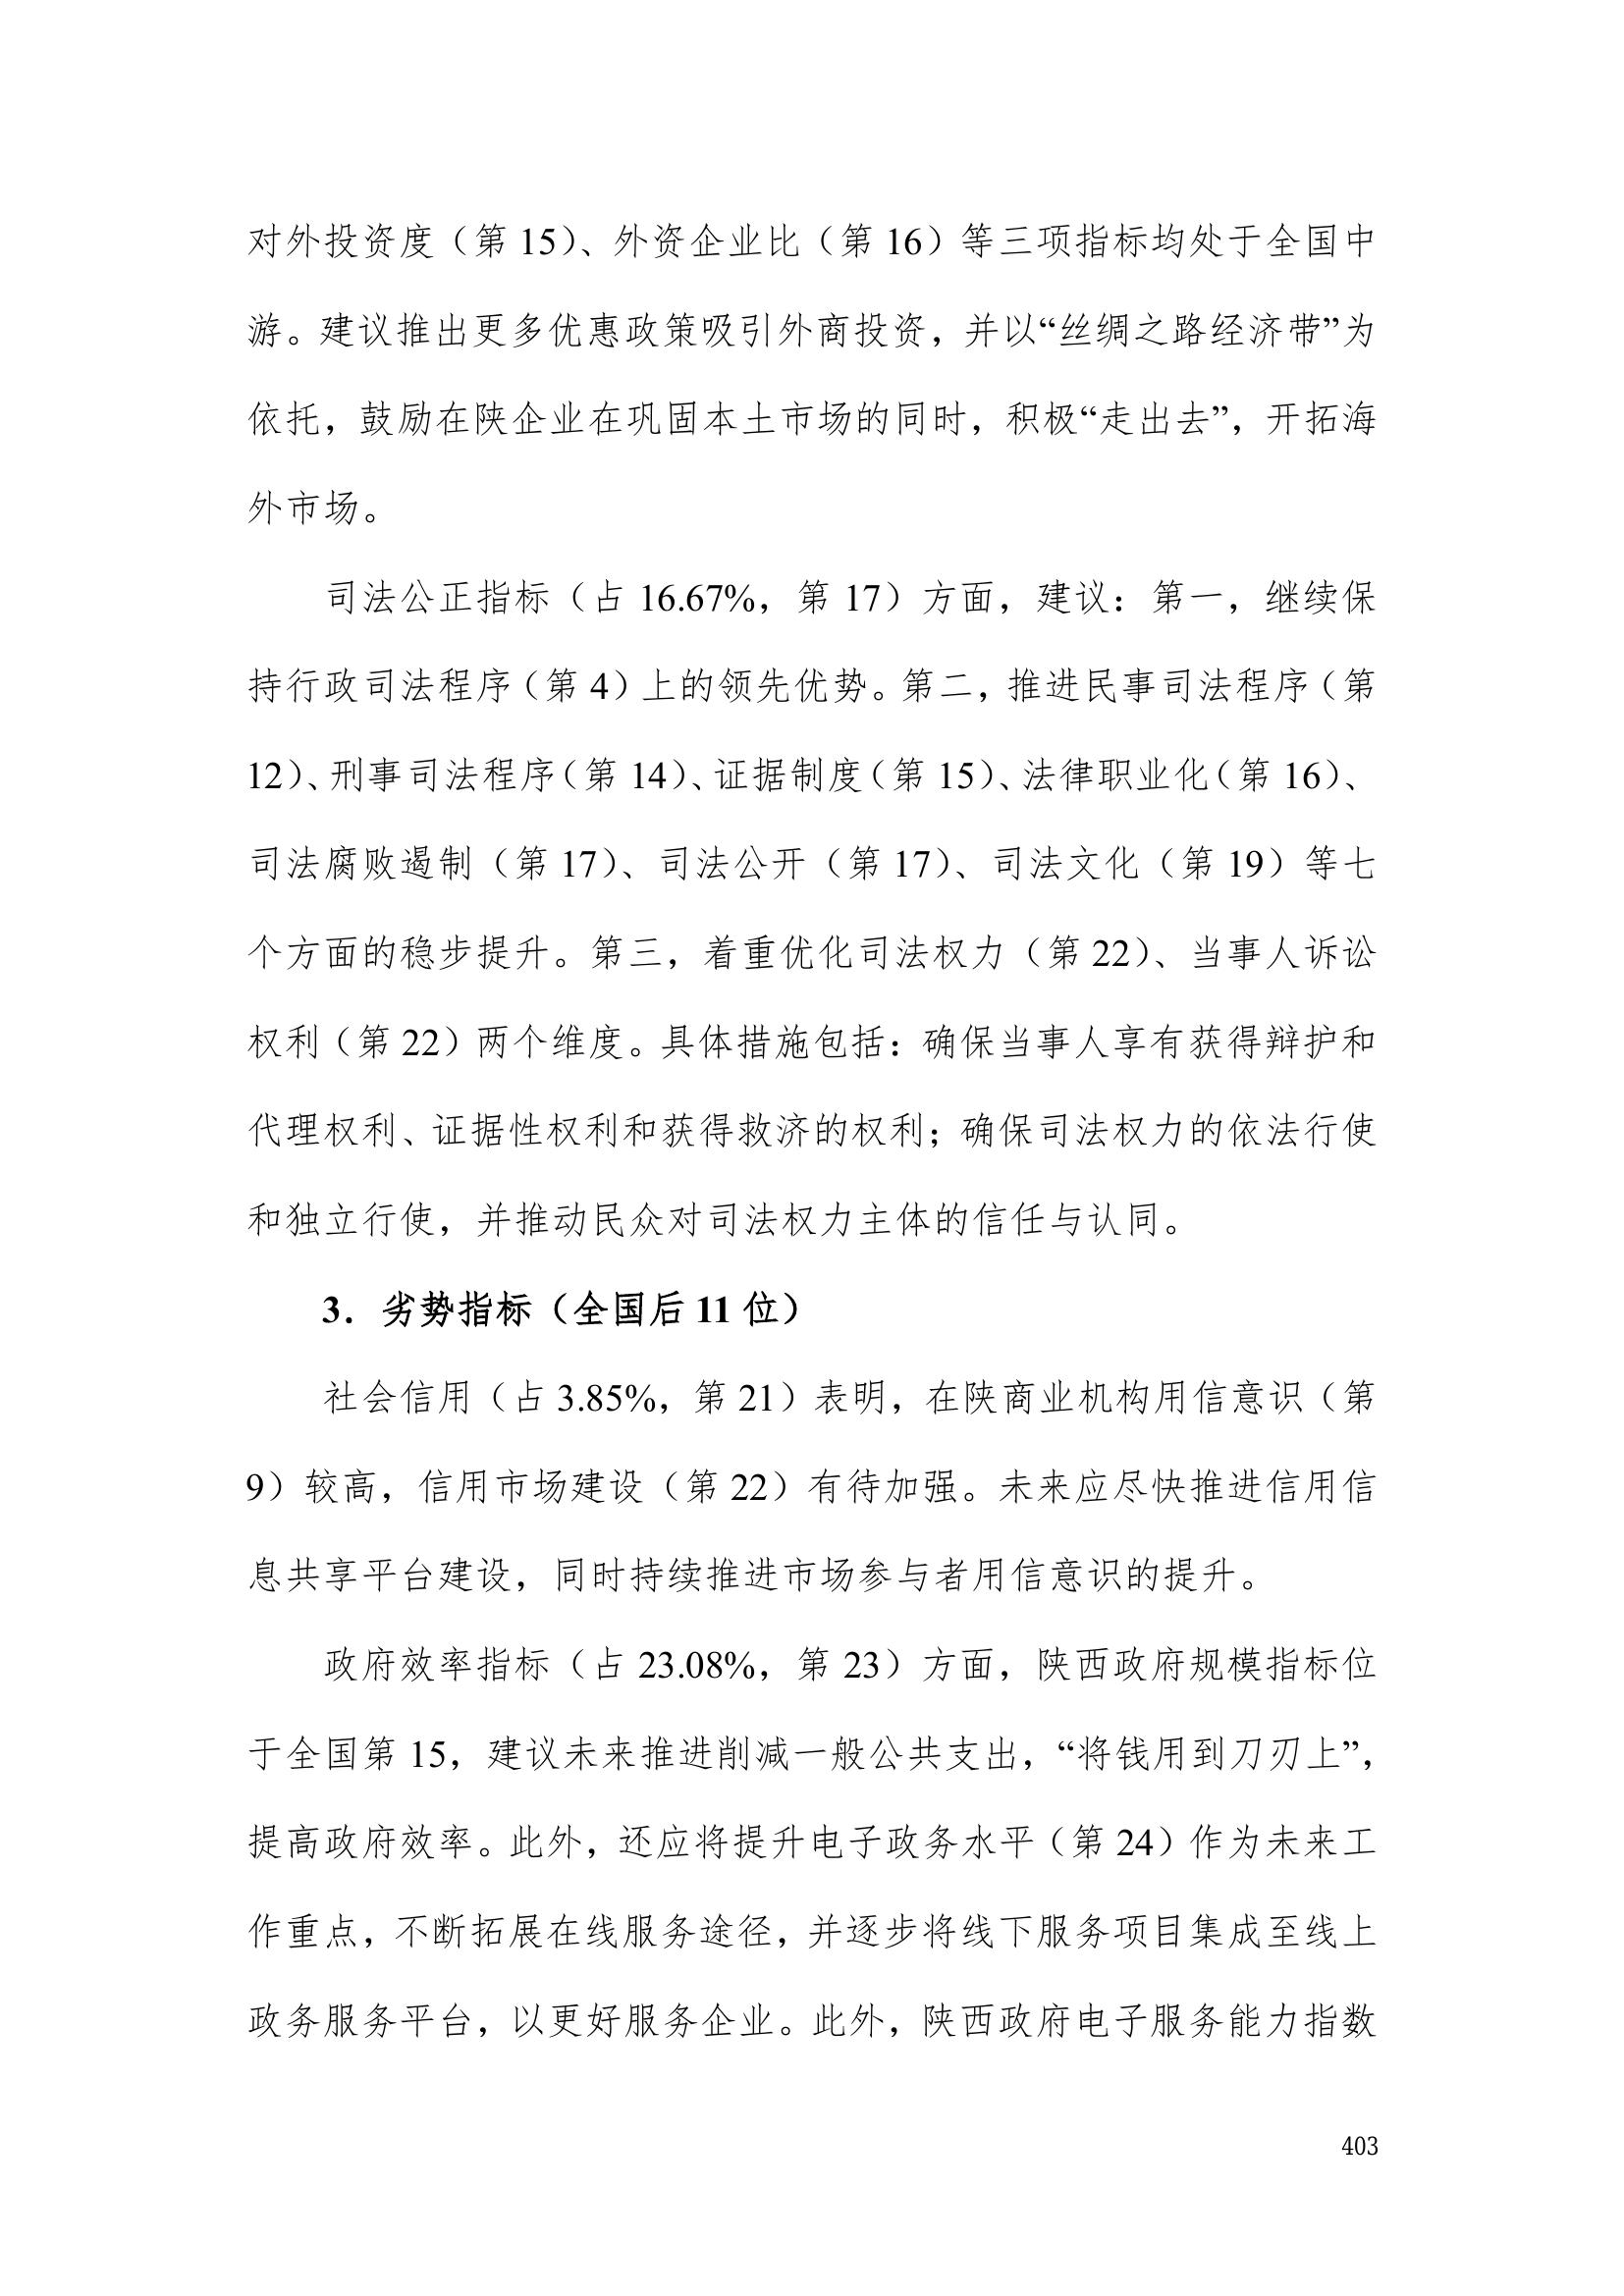 对外投资度（第 15）、外资企业比（第 16）等三项指标均处于全国中
游。建议推出更多优惠政策吸引外商投资，并以“丝绸之路经济带”为
依托，鼓励在陕企业在巩固本土市场的同时，积极“走出去”，开拓海
外市场。
司法公正指标（占 16.67%，第 17）方面，建议：第一，继续保
持行政司法程序（第 4）上的领先优势。第二，推进民事司法程序（第
12）、刑事司法程序（第 14）、证据制度（第 15）、法律职业化（第 16）、
司法腐败遏制（第 17）、司法公开（第 17）、司法文化（第 19）等七
个方面的稳步提升。第三，着重优化司法权力（第 22）、当事人诉讼
权利（第 22）两个维度。具体措施包括：确保当事人享有获得辩护和
代理权利、证据性权利和获得救济的权利；确保司法权力的依法行使
和独立行使，并推动民众对司法权力主体的信任与认同。
3．劣势指标（全国后 11 位）
社会信用（占 3.85%，第 21）表明，在陕商业机构用信意识（第
9）较高，信用市场建设（第 22）有待加强。未来应尽快推进信用信
息共享平台建设，同时持续推进市场参与者用信意识的提升。
政府效率指标（占 23.08%，第 23）方面，陕西政府规模指标位
于全国第 15，建议未来推进削减一般公共支出，“将钱用到刀刃上”，
提高政府效率。此外，还应将提升电子政务水平（第 24）作为未来工
作重点，不断拓展在线服务途径，并逐步将线下服务项目集成至线上
政务服务平台，以更好服务企业。此外，陕西政府电子服务能力指数
403